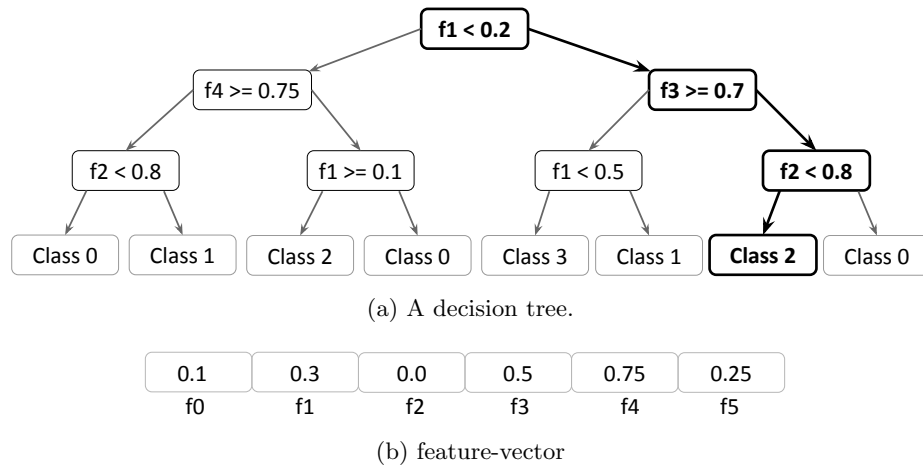 f1 < 0.2
f4 >= 0.75 f3 >= 0.7
f2 < 0.8 f1 >= 0.1 f1 < 0.5 f2 < 0.8
Class 0 Class 1 Class 2 Class 0 Class 3 Class 1 Class 2 Class 0
(a) A decision tree.
0.1 0.3 0.0 0.5 0.75 0.25
f0 f1 f2 f3 f4 f5
(b) feature-vector